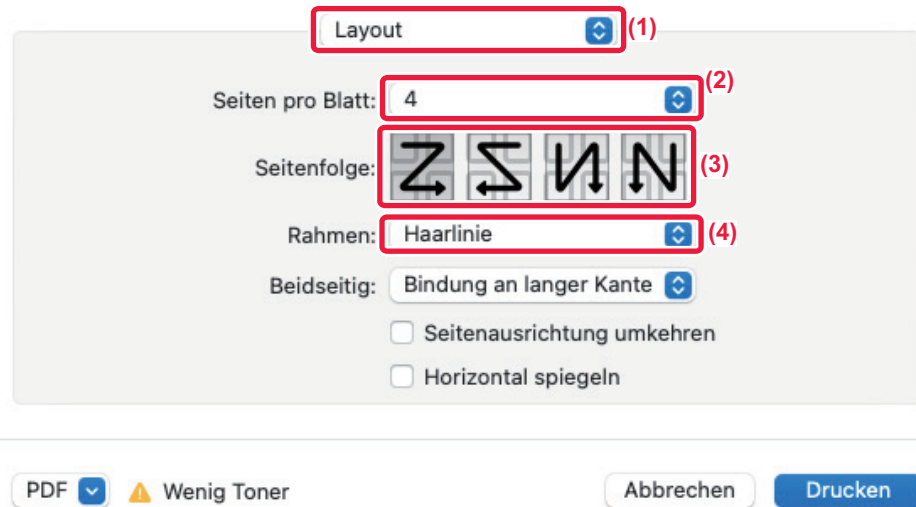 Layout (1)
Seiten pro Blatt: 4 (2)
Seitenfolge: (3)
Rahmen: Haarlinie (4)
Beidseitig: Bindung an langer Kante
Seitenausrichtung umkehren
Horizontal spiegeln
PDF Wenig Toner Abbrechen Drucken